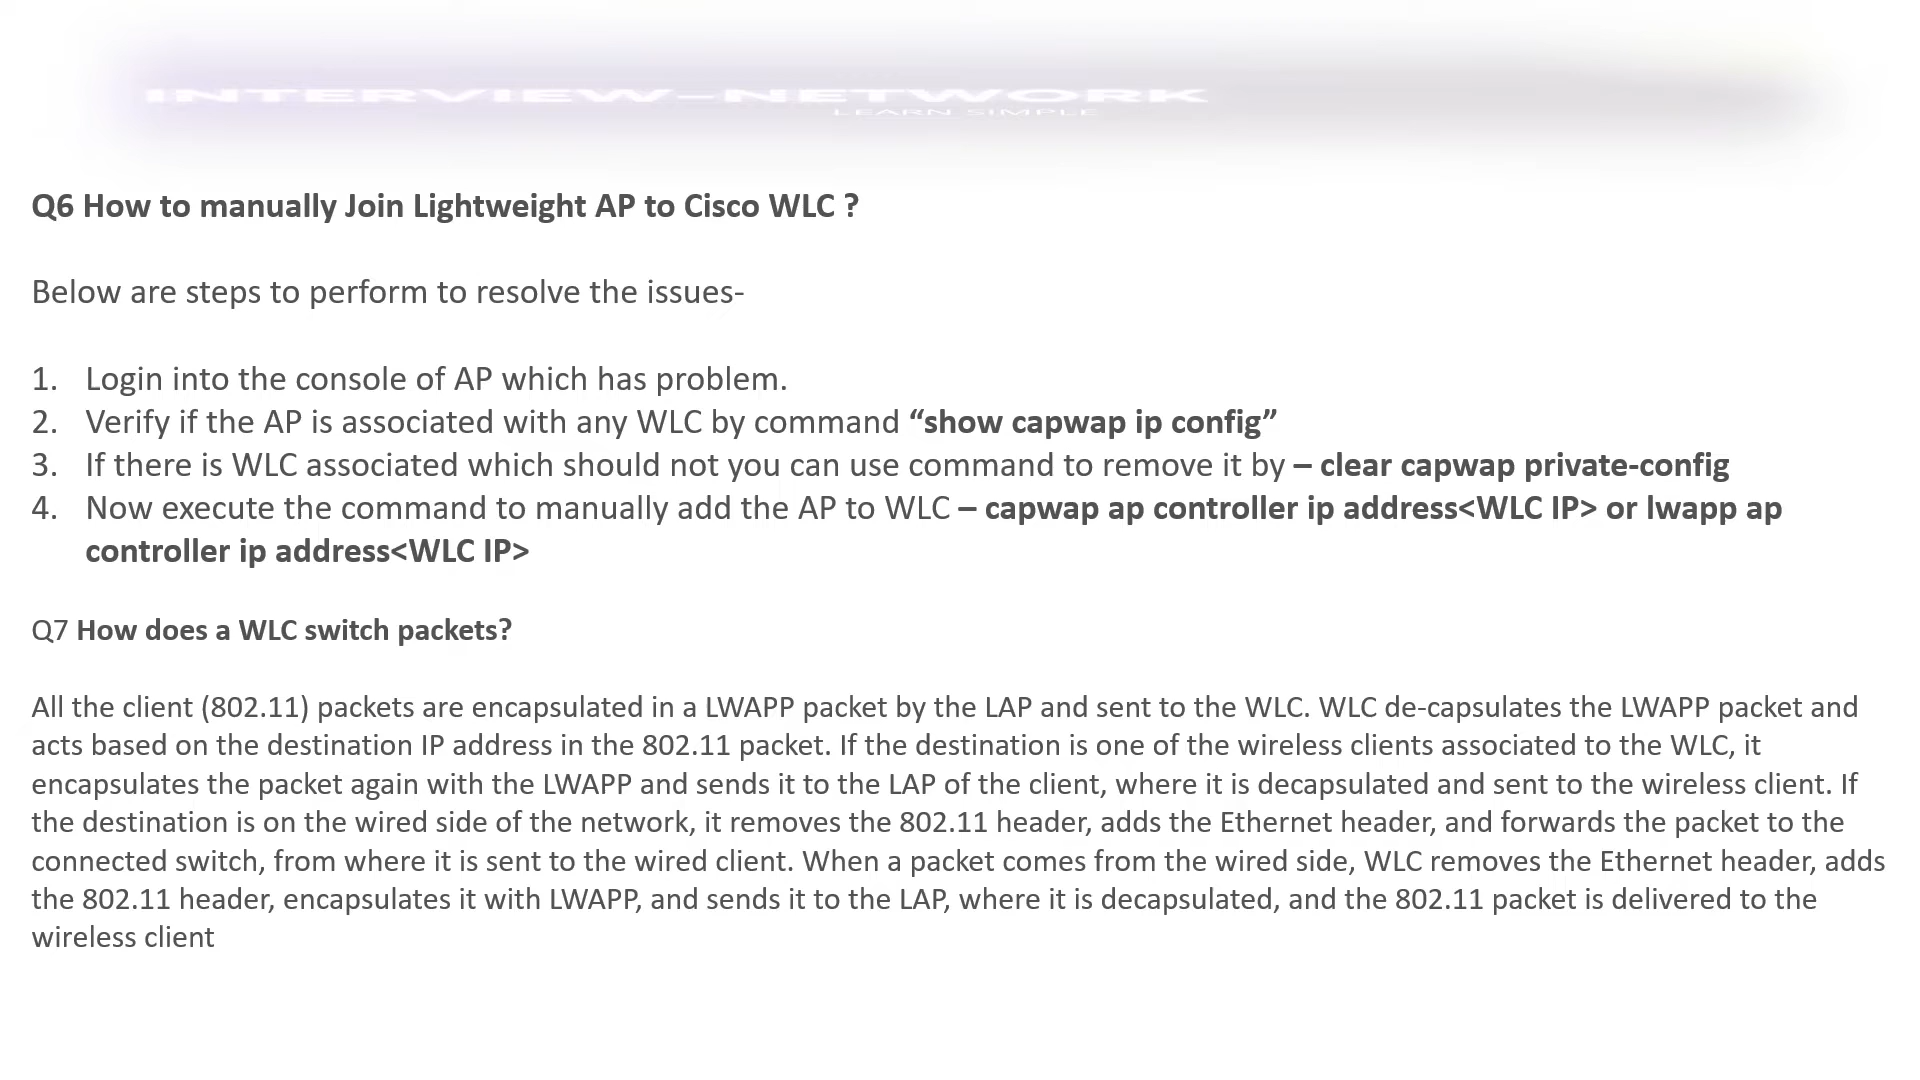 INTERVIEW-NETWORK
LEARN SIMPLE
Q6 How to manually Join Lightweight AP to Cisco WLC ?
Below are steps to perform to resolve the issues-
1. Login into the console of AP which has problem.
2. Verify if the AP is associated with any WLC by command “show capwap ip config”
3. If there is WLC associated which should not you can use command to remove it by – clear capwap private-config
4. Now execute the command to manually add the AP to WLC – capwap ap controller ip address<WLC IP> or lwapp ap
controller ip address<WLC IP>
Q7 How does a WLC switch packets?
All the client (802.11) packets are encapsulated in a LWAPP packet by the LAP and sent to the WLC. WLC de-capsulates the LWAPP packet and
acts based on the destination IP address in the 802.11 packet. If the destination is one of the wireless clients associated to the WLC, it
encapsulates the packet again with the LWAPP and sends it to the LAP of the client, where it is decapsulated and sent to the wireless client. If
the destination is on the wired side of the network, it removes the 802.11 header, adds the Ethernet header, and forwards the packet to the
connected switch, from where it is sent to the wired client. When a packet comes from the wired side, WLC removes the Ethernet header, adds
the 802.11 header, encapsulates it with LWAPP, and sends it to the LAP, where it is decapsulated, and the 802.11 packet is delivered to the
wireless client